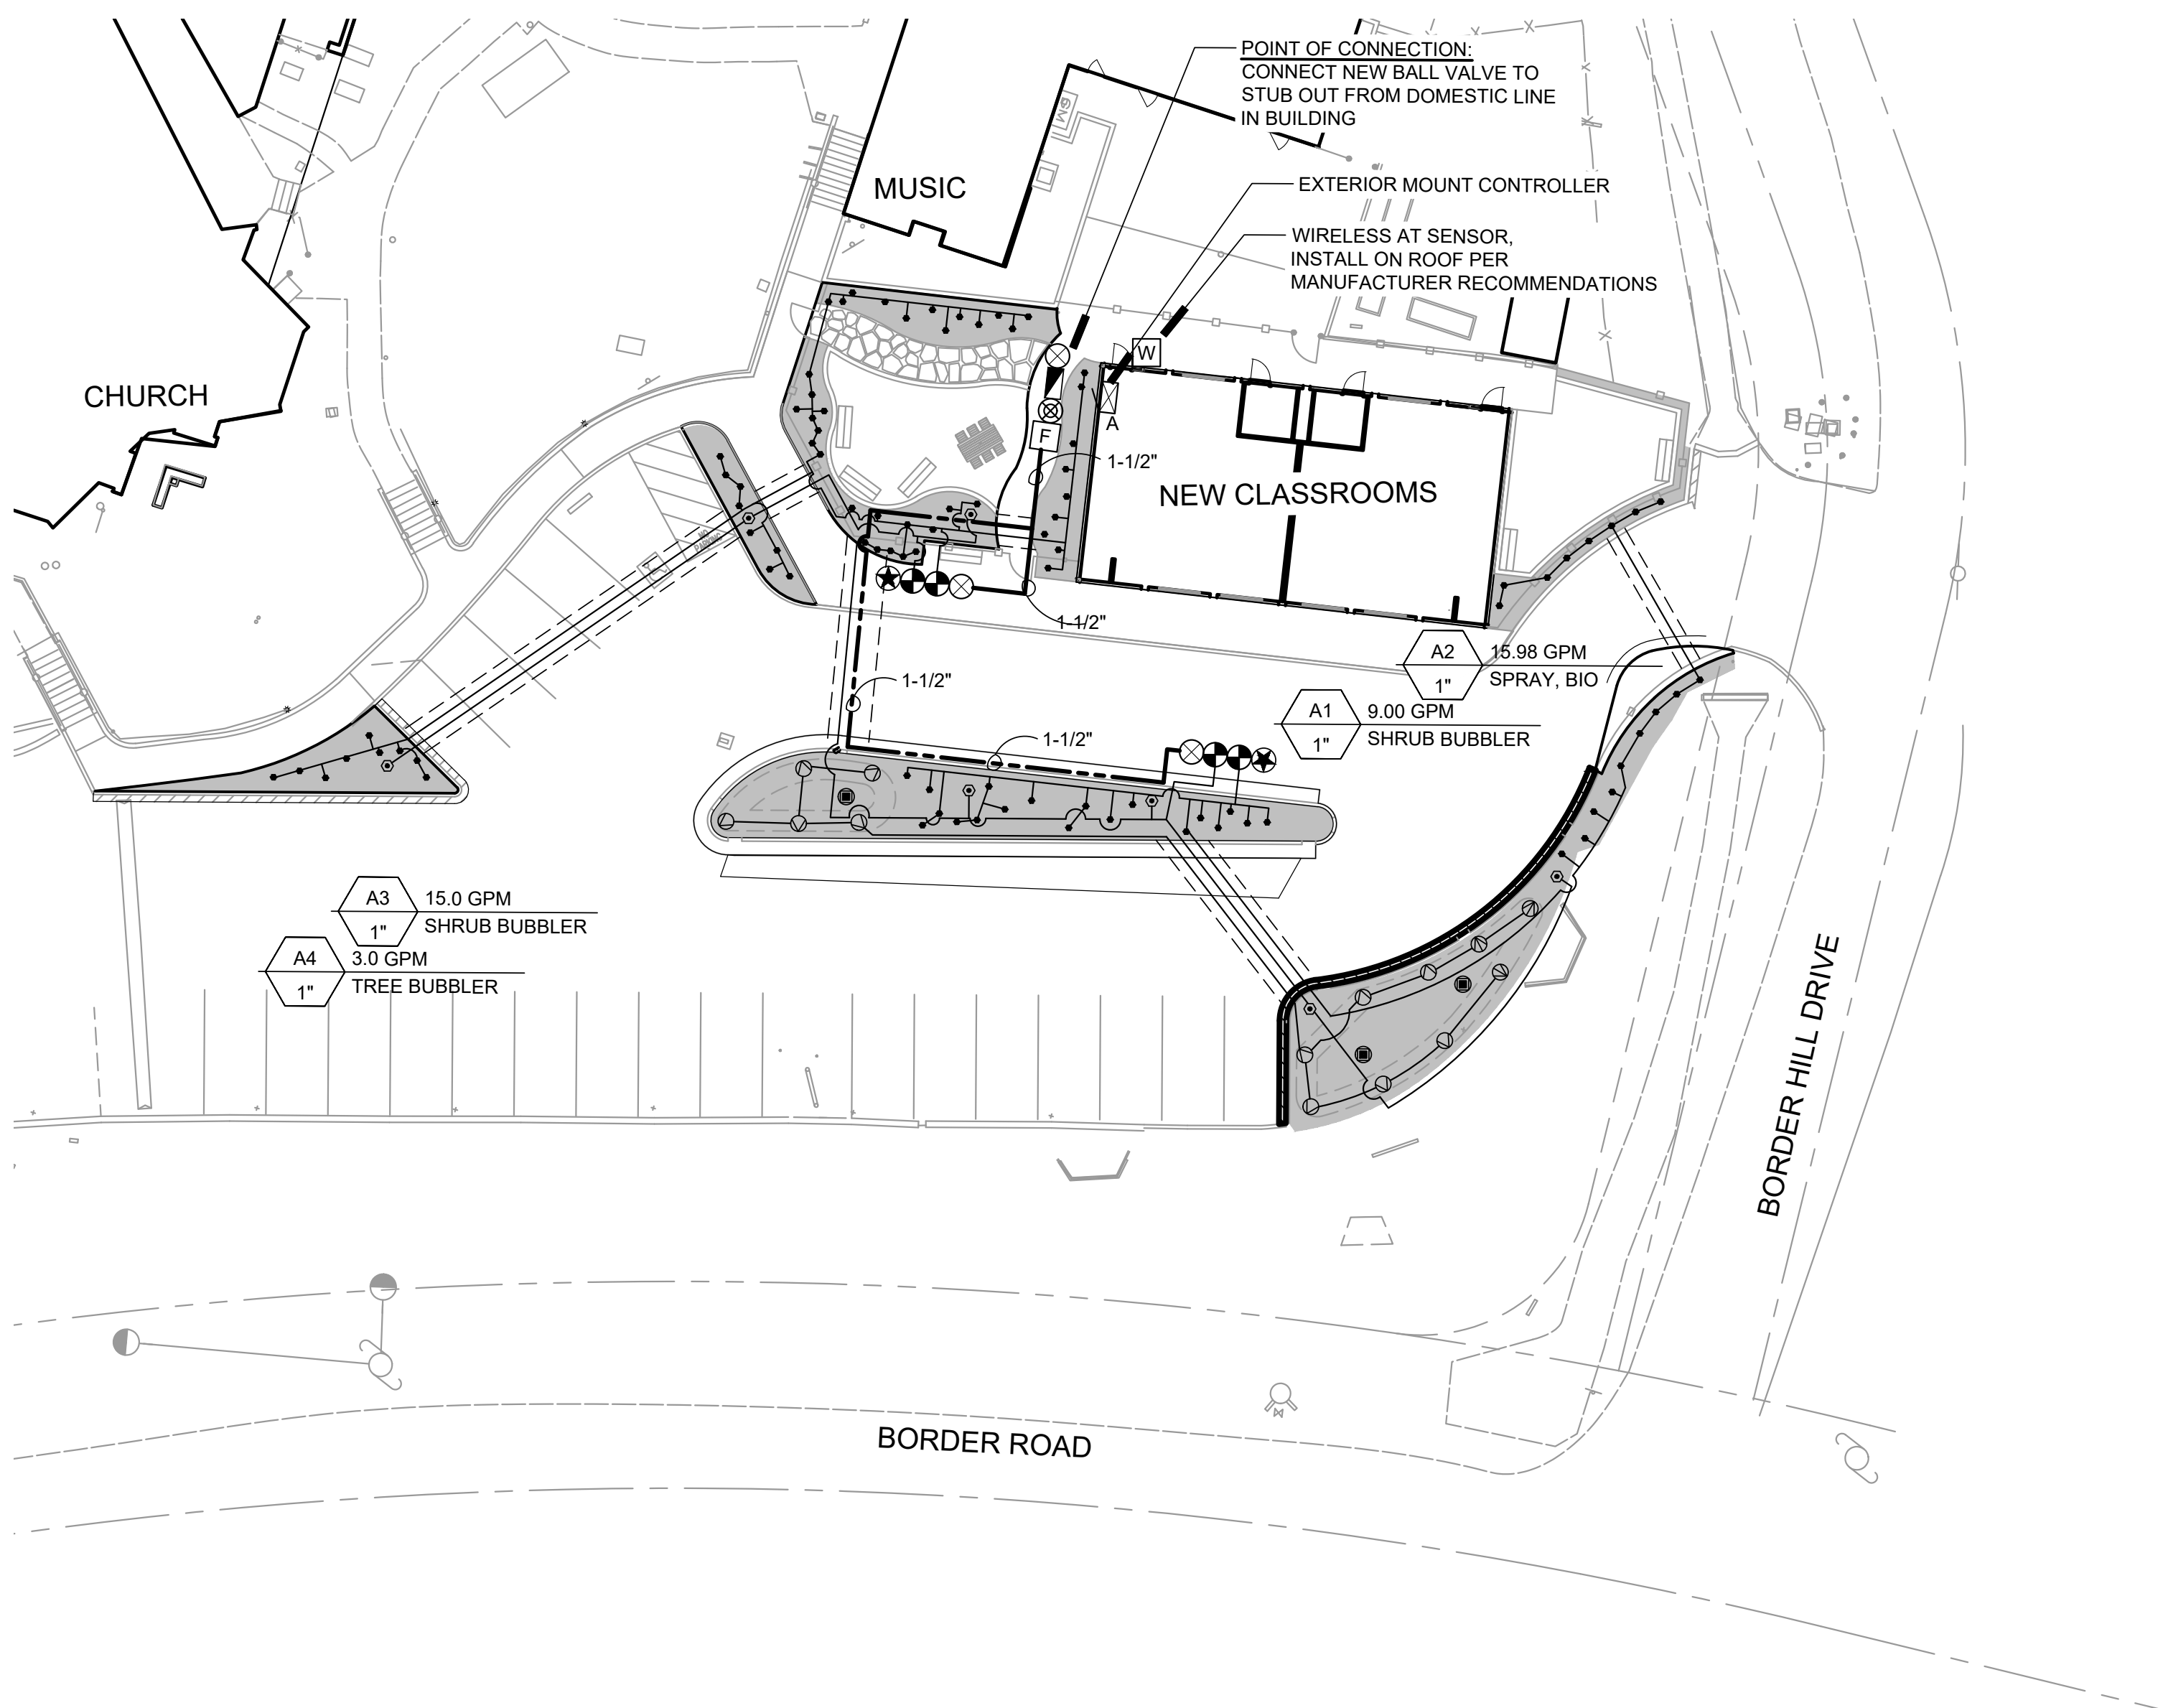 POINT OF CONNECTION:
CONNECT NEW BALL VALVE TO
STUB OUT FROM DOMESTIC LINE
IN BUILDING
GM
MUSIC
EXTERIOR MOUNT CONTROLLER
WIRELESS AT SENSOR,
INSTALL ON ROOF PER
MANUFACTURER RECOMMENDATIONS
W
CHURCH
A
F
1-1/2"
NEW CLASSROOMS
NO
PARKING
1-1/2"
A2
15.98 GPM
1"
SPRAY, BIO
1-1/2"
A1
9.00 GPM
1"
SHRUB BUBBLER
1-1/2"
A3
15.0 GPM
1"
SHRUB BUBBLER
A4
3.0 GPM
1"
TREE BUBBLER
BORDER HILL DRIVE
BORDER ROAD